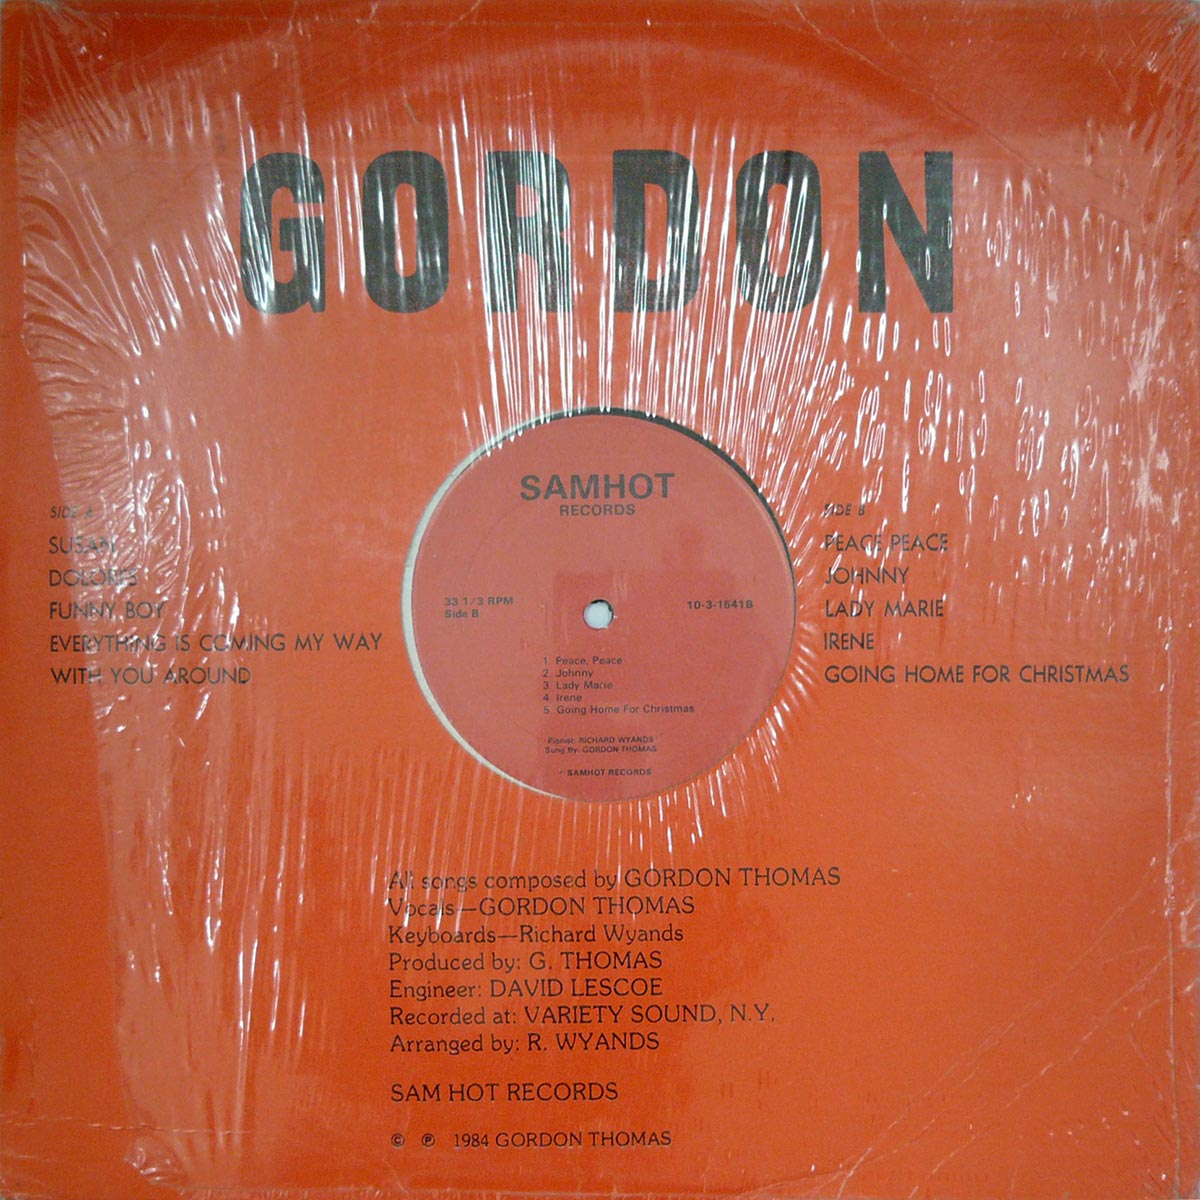 GORDON
SAMHOT
RECORDS
33 1/3 RPM
Side B
10-3-1541B
1 Peace, Peace
2 Johnny
3 Lady Marie
4 Irene
5 Going Home For Christmas
Pianist: RICHARD WYANDS
Sung By: GORDON THOMAS
SAMHOT RECORDS
SIDE A
SUSAN
DOLORES
FUNNY BOY
EVERYTHING IS COMING MY WAY
WITH YOU AROUND
SIDE B
PEACE PEACE
JOHNNY
LADY MARIE
IRENE
GOING HOME FOR CHRISTMAS
All songs composed by GORDON THOMAS
Vocals—GORDON THOMAS
Keyboards—Richard Wyands
Produced by: G. THOMAS
Engineer: DAVID LESCOE
Recorded at: VARIETY SOUND, N.Y.
Arranged by: R. WYANDS
SAM HOT RECORDS
© ℗ 1984 GORDON THOMAS